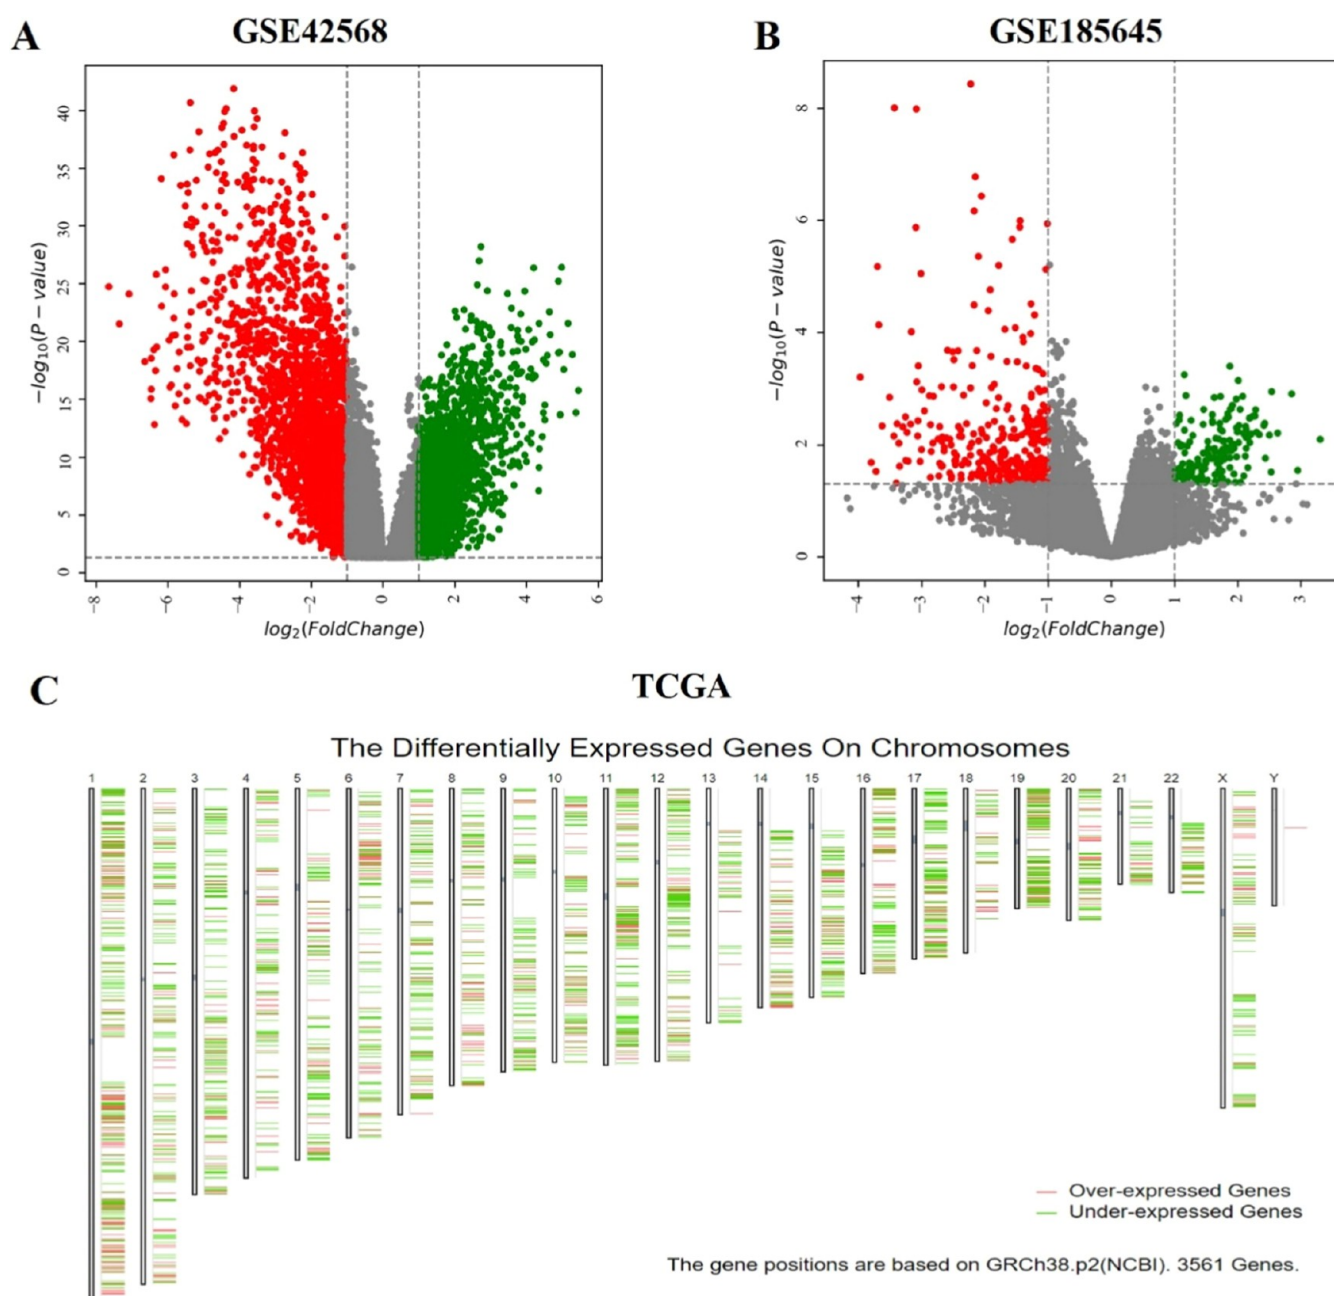 A
GSE42568
B
GSE185645
40
35
30
25
20
15
10
5
0
−log10(P − value)
−8
−6
−4
−2
0
2
4
6
log2(FoldChange)
8
6
4
2
0
−log10(P − value)
−4
−3
−2
−1
0
1
2
3
log2(FoldChange)
C
TCGA
The Differentially Expressed Genes On Chromosomes
1 2 3 4 5 6 7 8 9 10 11 12 13 14 15 16 17 18 19 20 21 22 X Y
Over-expressed Genes
Under-expressed Genes
The gene positions are based on GRCh38.p2(NCBI). 3561 Genes.